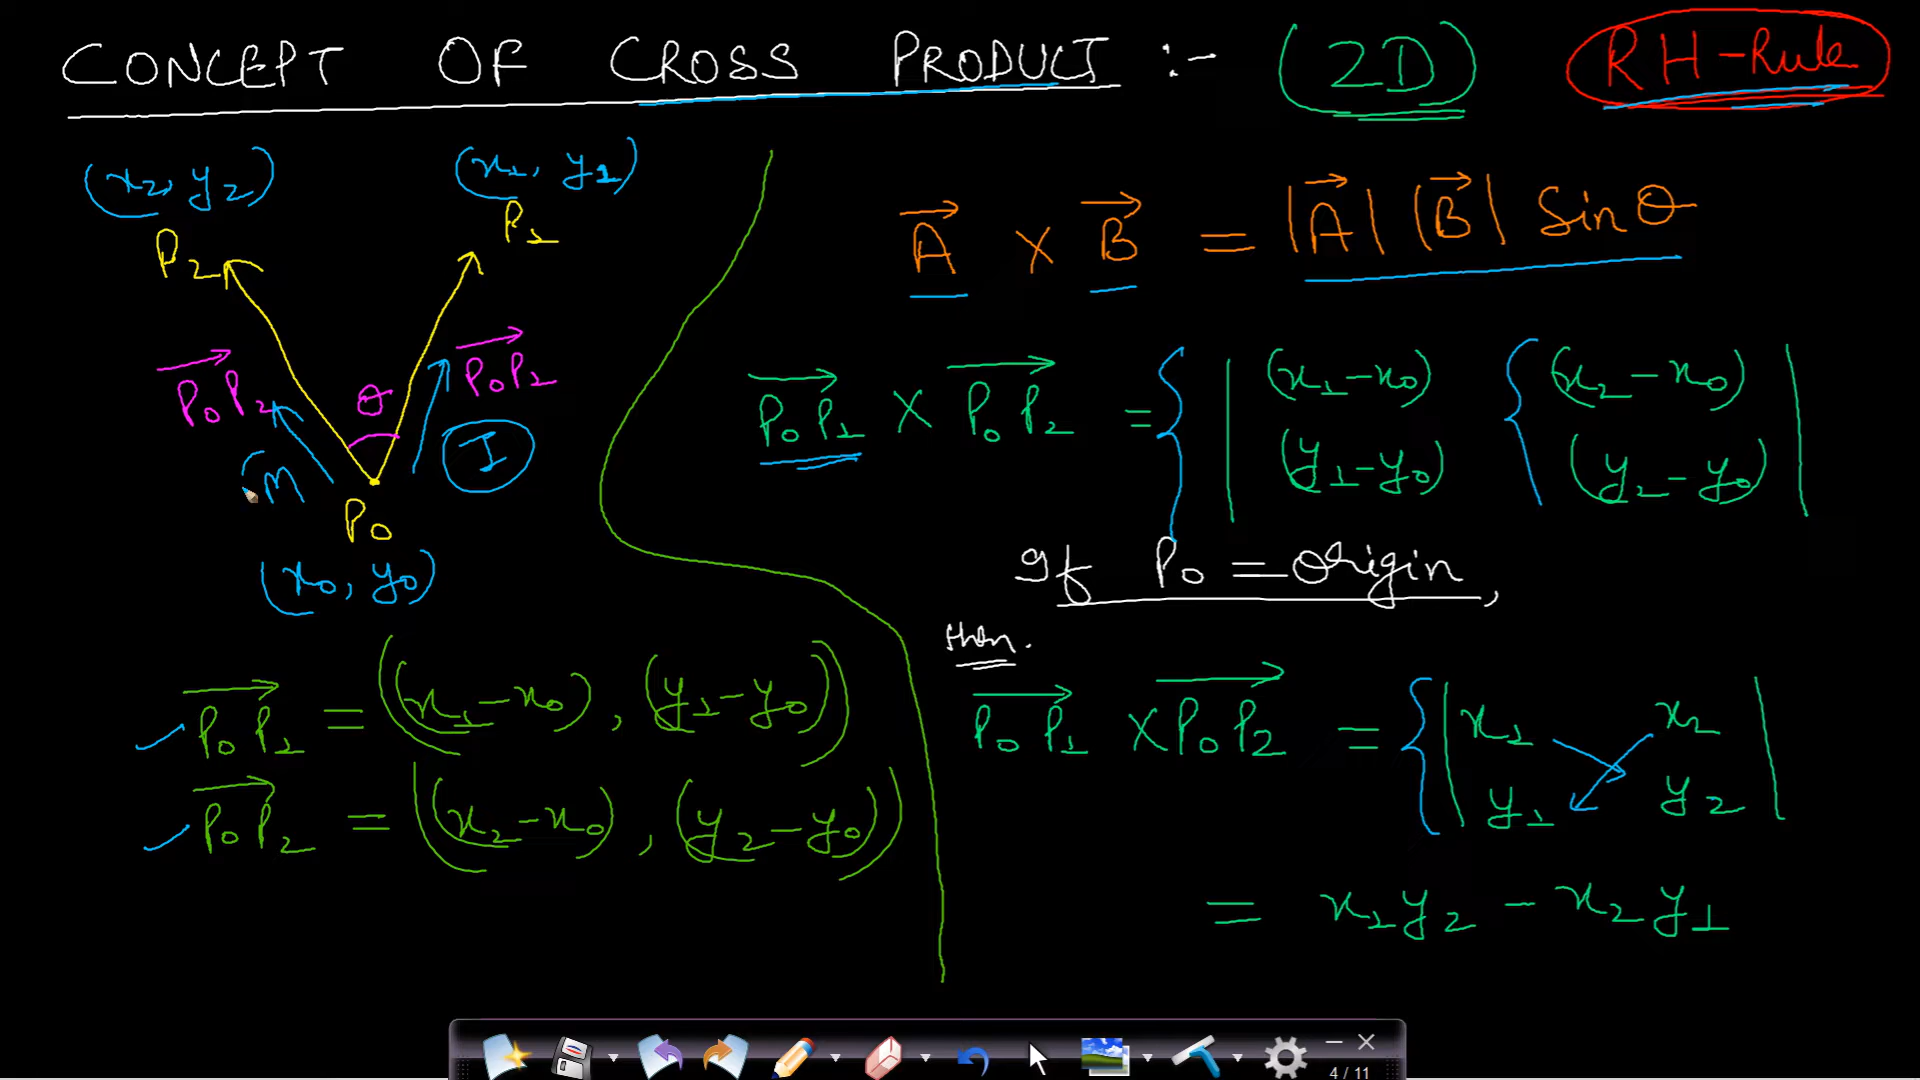 CONCEPT OF CROSS PRODUCT :- (2D) RH-Rule
(x2, y2)
(x1, y1)
P2
P1
P0P2
θ
P0P1
I
P0
(x0, y0)
P0P1 = ((x1-x0), (y1-y0))
P0P2 = ((x2-x0), (y2-y0))
A × B = |A| |B| Sinθ
P0P1 × P0P2 = { | (x1-x0) { (x2-x0) |
(y1-y0) (y2-y0)
If P0 = Origin,
then.
P0P1 × P0P2 = { | x1 x2 |
y1 y2
= x1y2 - x2y1
4 / 11